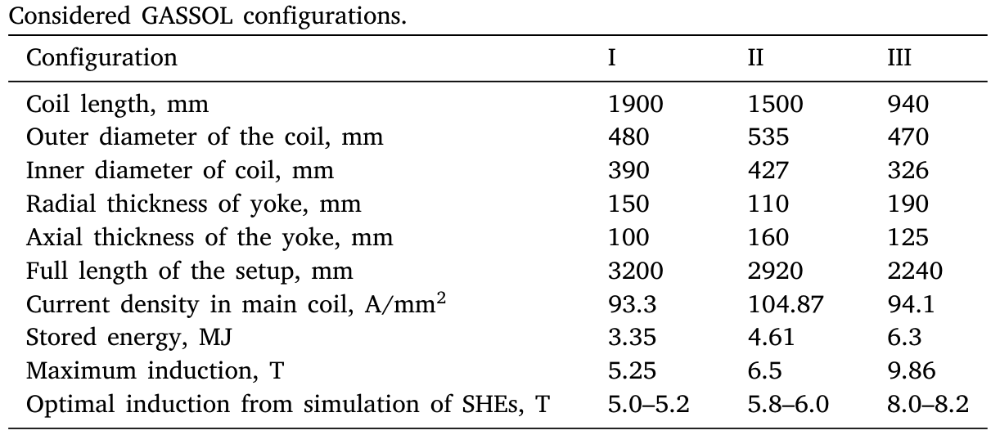 Considered GASSOL configurations.
Configuration I II III
Coil length, mm 1900 1500 940
Outer diameter of the coil, mm 480 535 470
Inner diameter of coil, mm 390 427 326
Radial thickness of yoke, mm 150 110 190
Axial thickness of the yoke, mm 100 160 125
Full length of the setup, mm 3200 2920 2240
Current density in main coil, A/mm² 93.3 104.87 94.1
Stored energy, MJ 3.35 4.61 6.3
Maximum induction, T 5.25 6.5 9.86
Optimal induction from simulation of SHEs, T 5.0–5.2 5.8–6.0 8.0–8.2